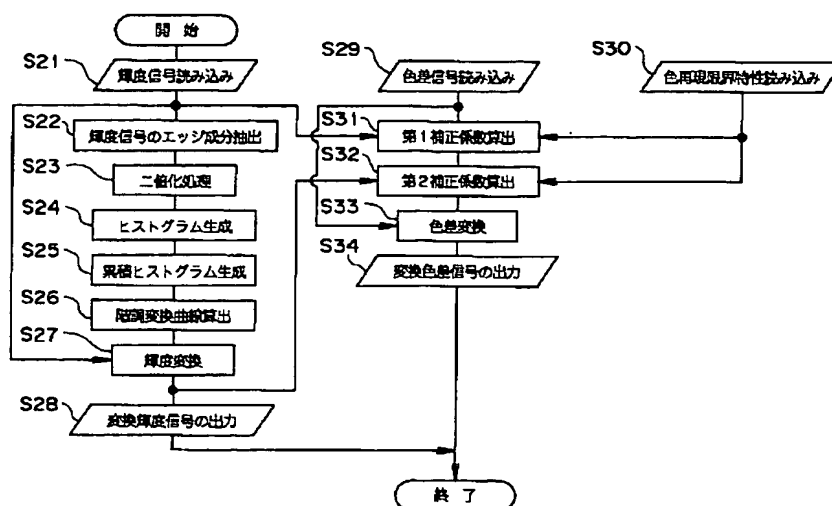 開始
S21
輝度信号読み込み
S22
輝度信号のエッジ成分抽出
S23
二値化処理
S24
ヒストグラム生成
S25
累積ヒストグラム生成
S26
階調変換曲線算出
S27
輝度変換
S28
変換輝度信号の出力
S29
色差信号読み込み
S30
色再現限界特性読み込み
S31
第1補正係数算出
S32
第2補正係数算出
S33
色差変換
S34
変換色差信号の出力
終了